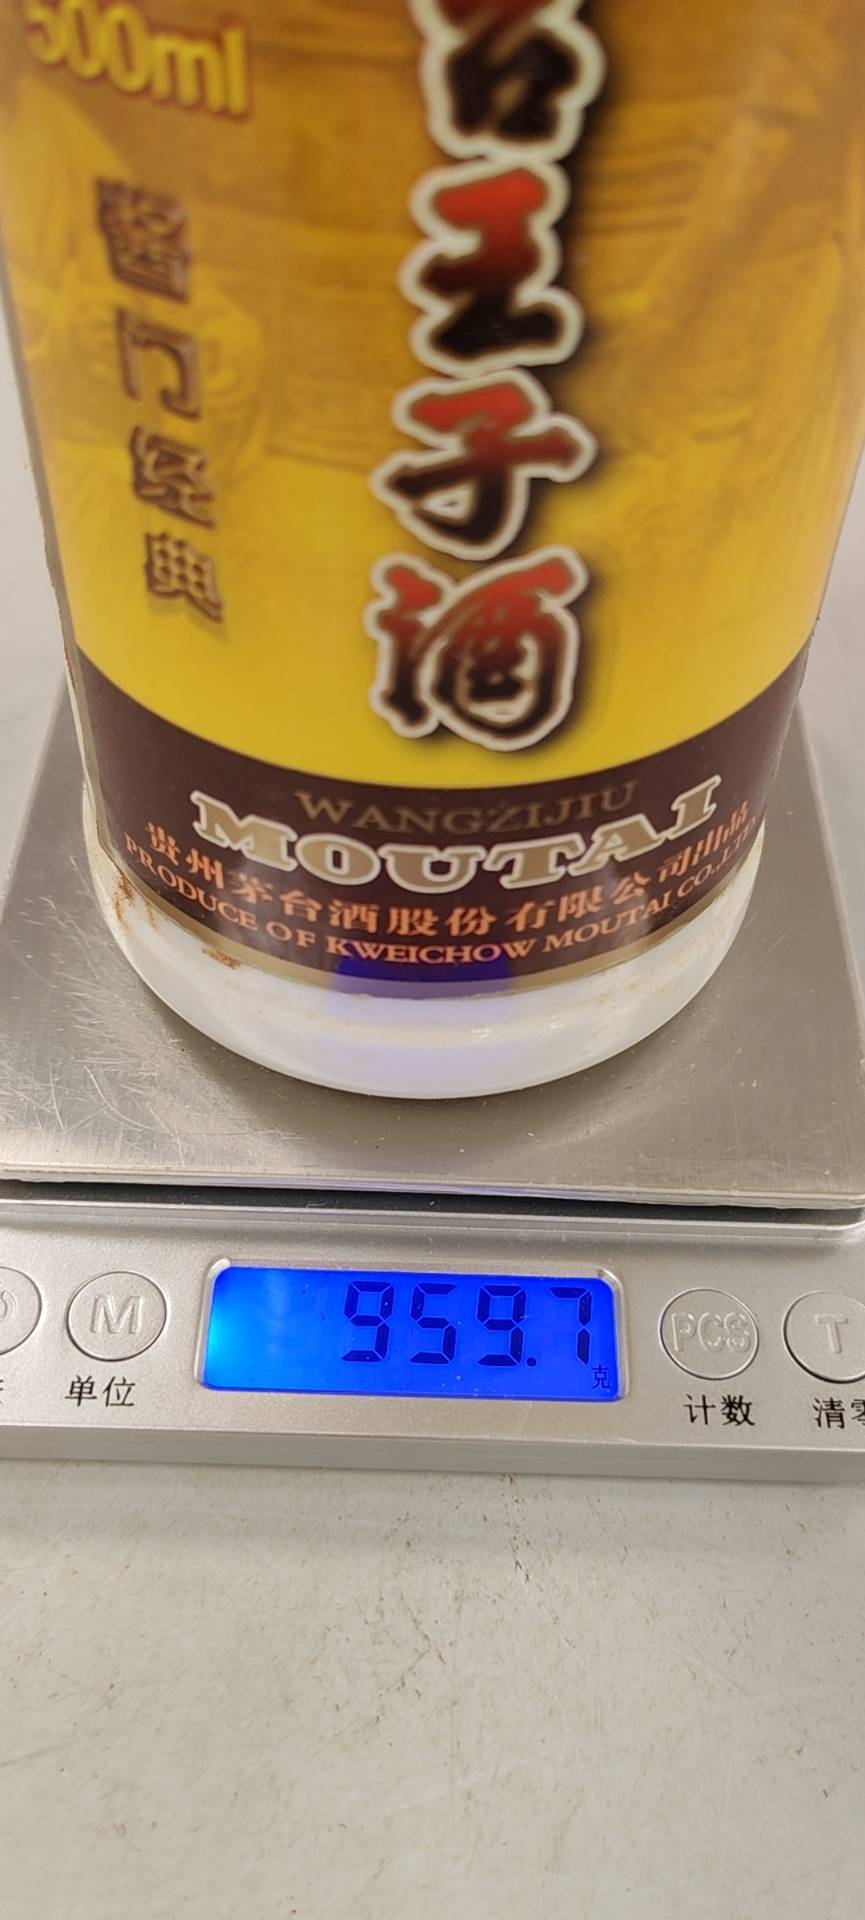 500ml
台王子酒
酱门经典
WANGZIJIU
MOUTAI
贵州茅台酒股份有限公司出品
PRODUCE OF KWEICHOW MOUTAI CO.,LTD
959.7
克
M
PCS
T
单位
计数
清零